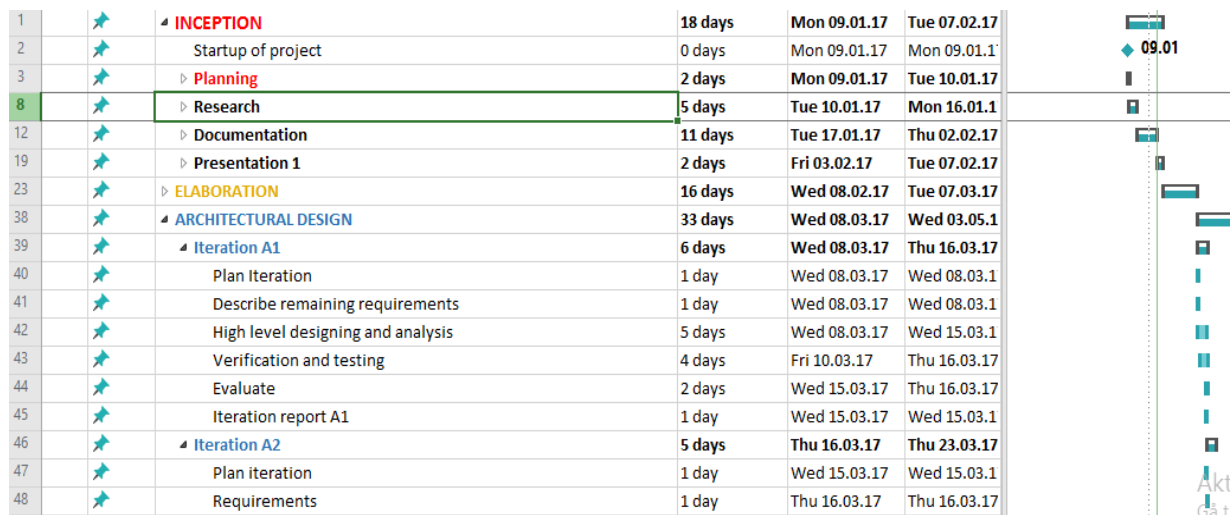 1 INCEPTION 18 days Mon 09.01.17 Tue 07.02.17
2 Startup of project 0 days Mon 09.01.17 Mon 09.01.1 09.01
3 Planning 2 days Mon 09.01.17 Tue 10.01.17
8 Research 5 days Tue 10.01.17 Mon 16.01.1
12 Documentation 11 days Tue 17.01.17 Thu 02.02.17
19 Presentation 1 2 days Fri 03.02.17 Tue 07.02.17
23 ELABORATION 16 days Wed 08.02.17 Tue 07.03.17
38 ARCHITECTURAL DESIGN 33 days Wed 08.03.17 Wed 03.05.1
39 Iteration A1 6 days Wed 08.03.17 Thu 16.03.17
40 Plan Iteration 1 day Wed 08.03.17 Wed 08.03.1
41 Describe remaining requirements 1 day Wed 08.03.17 Wed 08.03.1
42 High level designing and analysis 5 days Wed 08.03.17 Wed 15.03.1
43 Verification and testing 4 days Fri 10.03.17 Thu 16.03.17
44 Evaluate 2 days Wed 15.03.17 Thu 16.03.17
45 Iteration report A1 1 day Wed 15.03.17 Wed 15.03.1
46 Iteration A2 5 days Thu 16.03.17 Thu 23.03.17
47 Plan iteration 1 day Wed 15.03.17 Wed 15.03.1
48 Requirements 1 day Thu 16.03.17 Thu 16.03.17